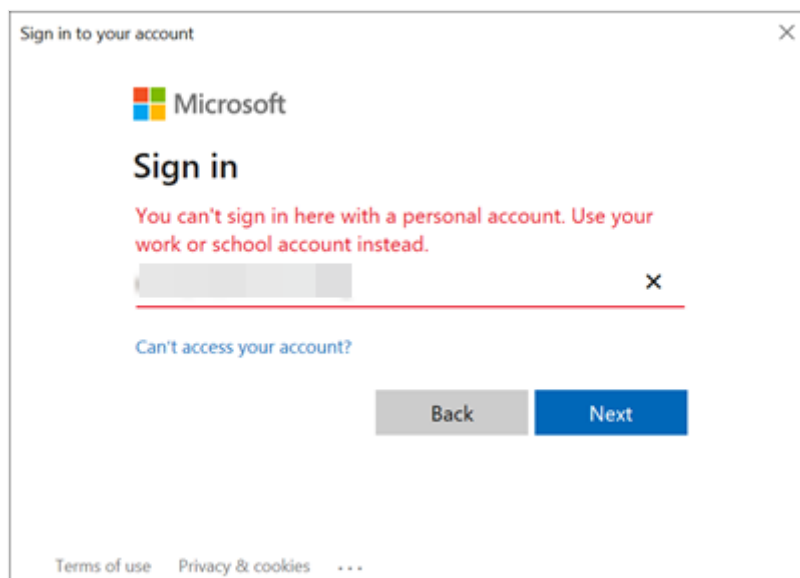 Sign in to your account
Microsoft
Sign in
You can't sign in here with a personal account. Use your
work or school account instead.
Can't access your account?
Back Next
Terms of use Privacy & cookies ...